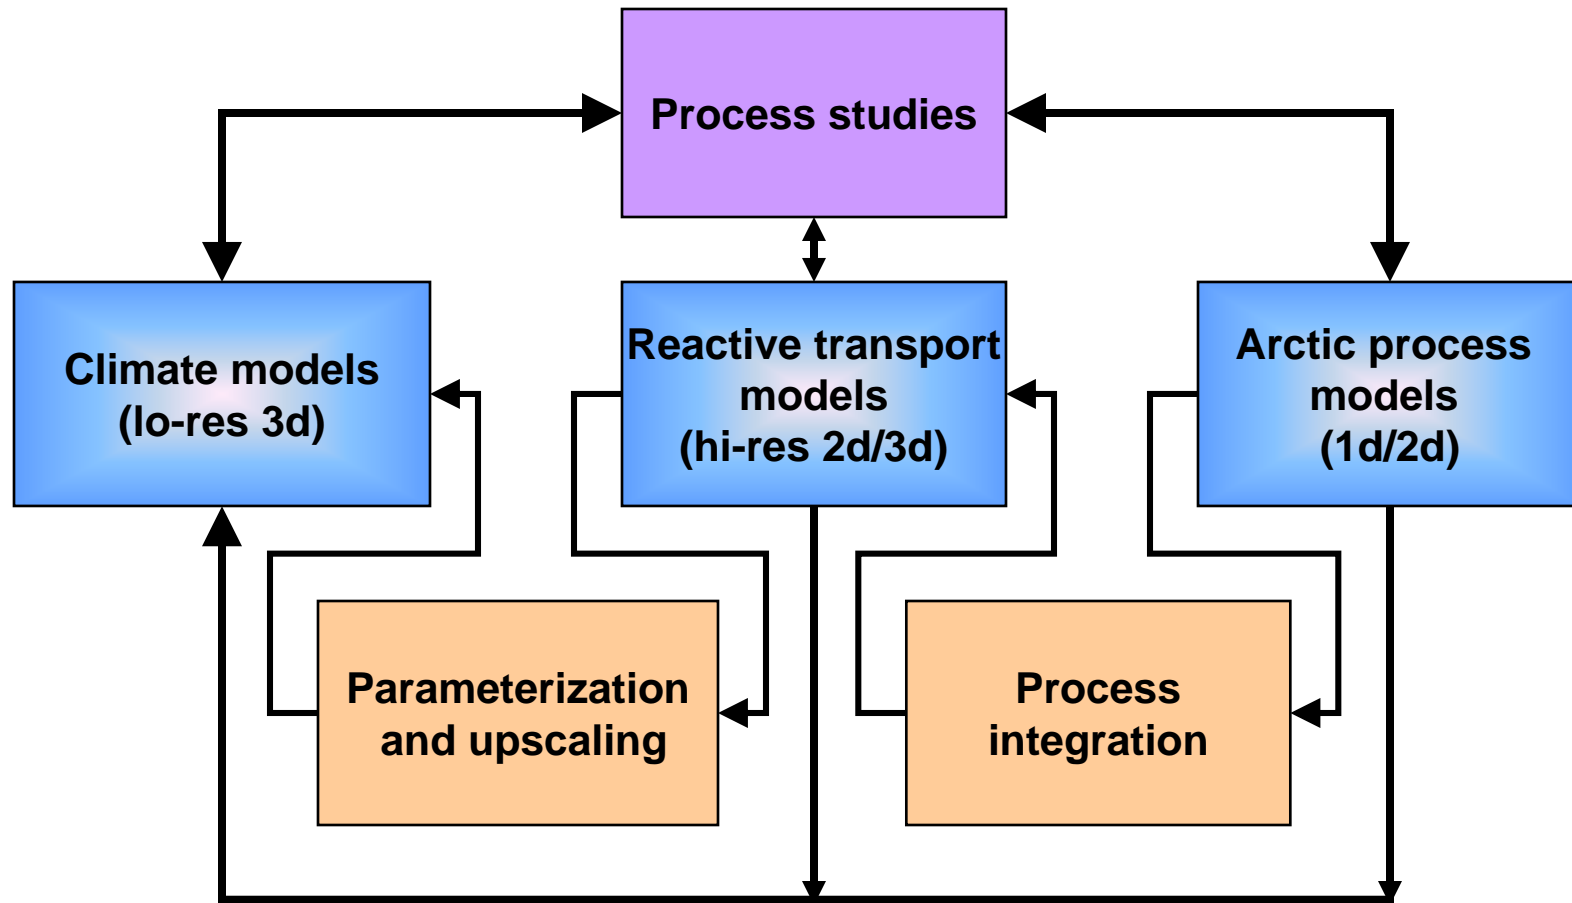 Process studies
Climate models
(lo-res 3d)
Reactive transport
models
(hi-res 2d/3d)
Arctic process
models
(1d/2d)
Parameterization
and upscaling
Process
integration